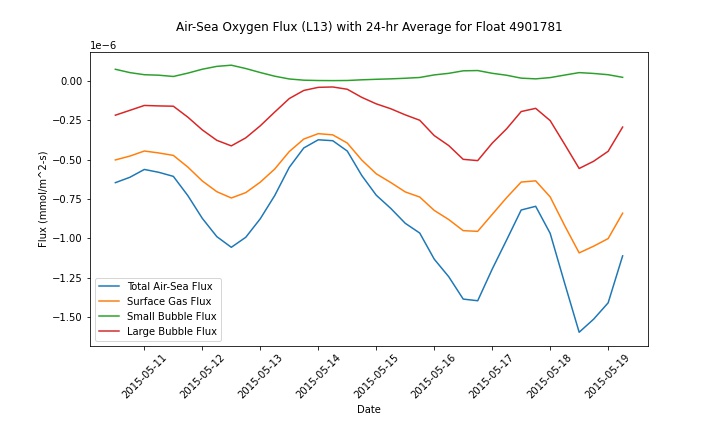 Air-Sea Oxygen Flux (L13) with 24-hr Average for Float 4901781
1e−6
0.00
−0.25
−0.50
−0.75
−1.00
−1.25
−1.50
Flux (mmol/m^2-s)
Total Air-Sea Flux
Surface Gas Flux
Small Bubble Flux
Large Bubble Flux
2015-05-11
2015-05-12
2015-05-13
2015-05-14
2015-05-15
2015-05-16
2015-05-17
2015-05-18
2015-05-19
Date